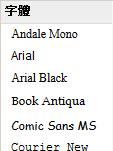 字體
Andale Mono
Arial
Arial Black
Book Antiqua
Comic Sans MS
Courier New